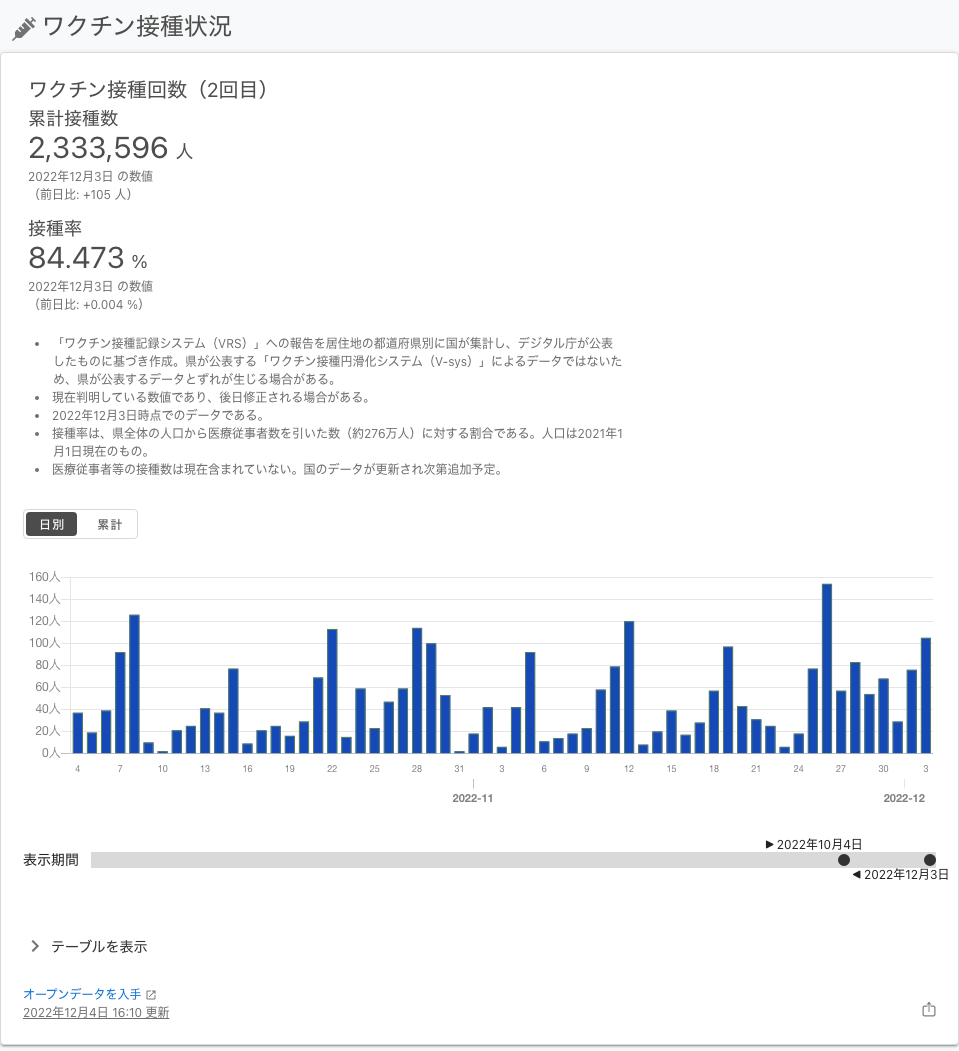 ワクチン接種状況
ワクチン接種回数（2回目）
累計接種数
2,333,596 人
2022年12月3日 の数値
（前日比: +105 人）
接種率
84.473 %
2022年12月3日 の数値
（前日比: +0.004 %）
• 「ワクチン接種記録システム（VRS）」への報告を居住地の都道府県別に国が集計し、デジタル庁が公表
したものに基づき作成。県が公表する「ワクチン接種円滑化システム（V-sys）」によるデータではないた
め、県が公表するデータとずれが生じる場合がある。
• 現在判明している数値であり、後日修正される場合がある。
• 2022年12月3日時点でのデータである。
• 接種率は、県全体の人口から医療従事者数を引いた数（約276万人）に対する割合である。人口は2021年1
月1日現在のもの。
• 医療従事者等の接種数は現在含まれていない。国のデータが更新され次第追加予定。
日別 累計
160人
140人
120人
100人
80人
60人
40人
20人
0人
4 7 10 13 16 19 22 25 28 31 3 6 9 12 15 18 21 24 27 30 3
2022-11 2022-12
▶ 2022年10月4日
表示期間
◀ 2022年12月3日
テーブルを表示
オープンデータを入手
2022年12月4日 16:10 更新